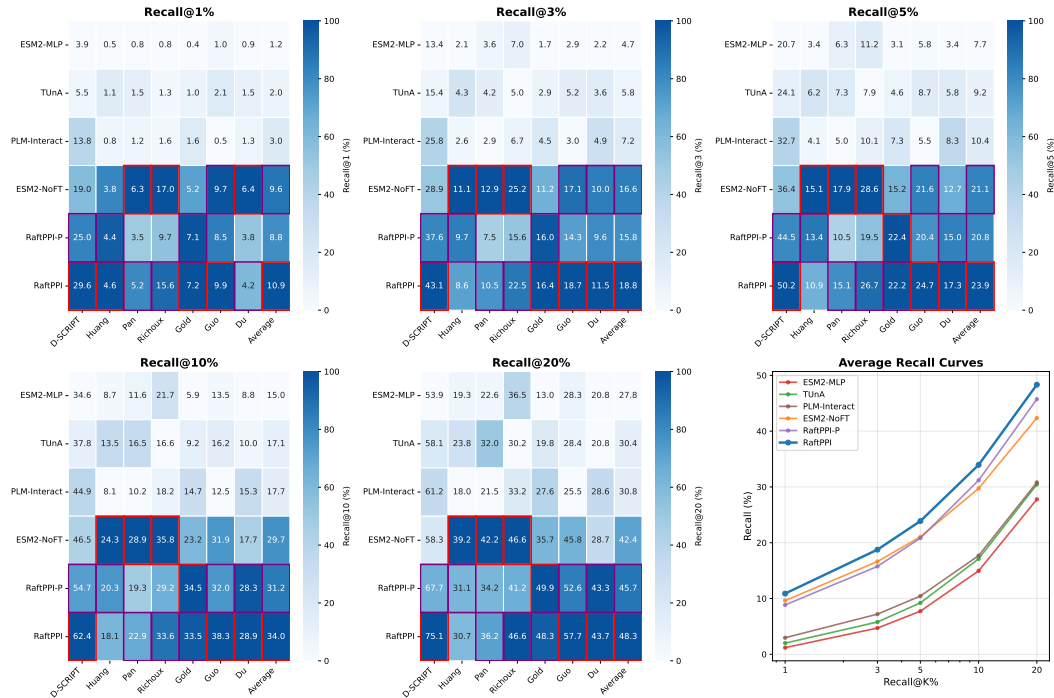 Recall@1%
ESM2-MLP 3.9 0.5 0.8 0.8 0.4 1.0 0.9 1.2
TUnA 5.5 1.1 1.5 1.3 1.0 2.1 1.5 2.0
PLM-Interact 13.8 0.8 1.2 1.6 1.6 0.5 1.3 3.0
ESM2-NoFT 19.0 3.8 6.3 17.0 5.2 9.7 6.4 9.6
RaftPPI-P 25.0 4.4 3.5 9.7 7.1 8.5 3.8 8.8
RaftPPI 29.6 4.6 5.2 15.6 7.2 9.9 4.2 10.9
D-SCRIPT Huang Pan Richoux Gold Guo Du Average
100
80
60
40
20
0
Recall@1 (%)
Recall@3%
ESM2-MLP 13.4 2.1 3.6 7.0 1.7 2.9 2.2 4.7
TUnA 15.4 4.3 4.2 5.0 2.9 5.2 3.6 5.8
PLM-Interact 25.8 2.6 2.9 6.7 4.5 3.0 4.9 7.2
ESM2-NoFT 28.9 11.1 12.9 25.2 11.2 17.1 10.0 16.6
RaftPPI-P 37.6 9.7 7.5 15.6 16.0 14.3 9.6 15.8
RaftPPI 43.1 8.6 10.5 22.5 16.4 18.7 11.5 18.8
D-SCRIPT Huang Pan Richoux Gold Guo Du Average
100
80
60
40
20
0
Recall@3 (%)
Recall@5%
ESM2-MLP 20.7 3.4 6.3 11.2 3.1 5.8 3.4 7.7
TUnA 24.1 6.2 7.3 7.9 4.6 8.7 5.8 9.2
PLM-Interact 32.7 4.1 5.0 10.1 7.3 5.5 8.3 10.4
ESM2-NoFT 36.4 15.1 17.9 28.6 15.2 21.6 12.7 21.1
RaftPPI-P 44.5 13.4 10.5 19.5 22.4 20.4 15.0 20.8
RaftPPI 50.2 10.9 15.1 26.7 22.2 24.7 17.3 23.9
D-SCRIPT Huang Pan Richoux Gold Guo Du Average
100
80
60
40
20
0
Recall@5 (%)
Recall@10%
ESM2-MLP 34.6 8.7 11.6 21.7 5.9 13.5 8.8 15.0
TUnA 37.8 13.5 16.5 16.6 9.2 16.2 10.0 17.1
PLM-Interact 44.9 8.1 10.2 18.2 14.7 12.5 15.3 17.7
ESM2-NoFT 46.5 24.3 28.9 35.8 23.2 31.9 17.7 29.7
RaftPPI-P 54.7 20.3 19.3 29.2 34.5 32.0 28.3 31.2
RaftPPI 62.4 18.1 22.9 33.6 33.5 38.3 28.9 34.0
D-SCRIPT Huang Pan Richoux Gold Guo Du Average
100
80
60
40
20
0
Recall@10 (%)
Recall@20%
ESM2-MLP 53.9 19.3 22.6 36.5 13.0 28.3 20.8 27.8
TUnA 58.1 23.8 32.0 30.2 19.8 28.4 20.8 30.4
PLM-Interact 61.2 18.0 21.5 33.2 27.6 25.5 28.6 30.8
ESM2-NoFT 58.3 39.2 42.2 46.6 35.7 45.8 28.7 42.4
RaftPPI-P 67.7 31.1 34.2 41.2 49.9 52.6 43.3 45.7
RaftPPI 75.1 30.7 36.2 46.6 48.3 57.7 43.7 48.3
D-SCRIPT Huang Pan Richoux Gold Guo Du Average
100
80
60
40
20
0
Recall@20 (%)
Average Recall Curves
ESM2-MLP
TUnA
PLM-Interact
ESM2-NoFT
RaftPPI-P
RaftPPI
50
40
30
20
10
0
Recall (%)
1 3 5 10 20
Recall@K%